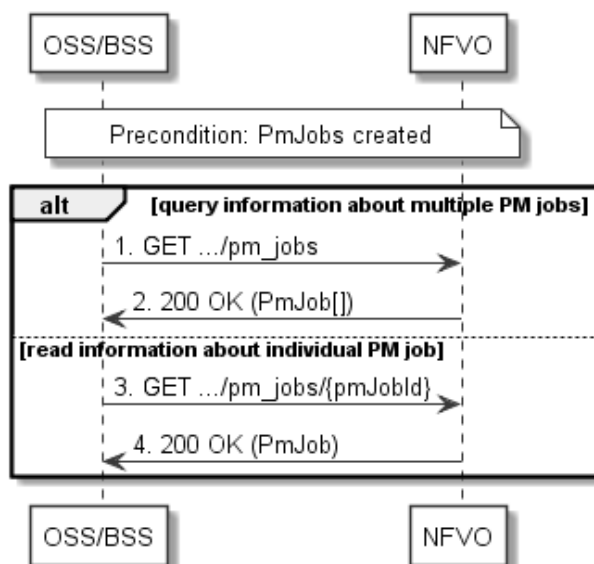 OSS/BSS NFVO
Precondition: PmJobs created
alt [query information about multiple PM jobs]
1. GET .../pm_jobs
2. 200 OK (PmJob[])
[read information about individual PM job]
3. GET .../pm_jobs/{pmJobId}
4. 200 OK (PmJob)
OSS/BSS NFVO